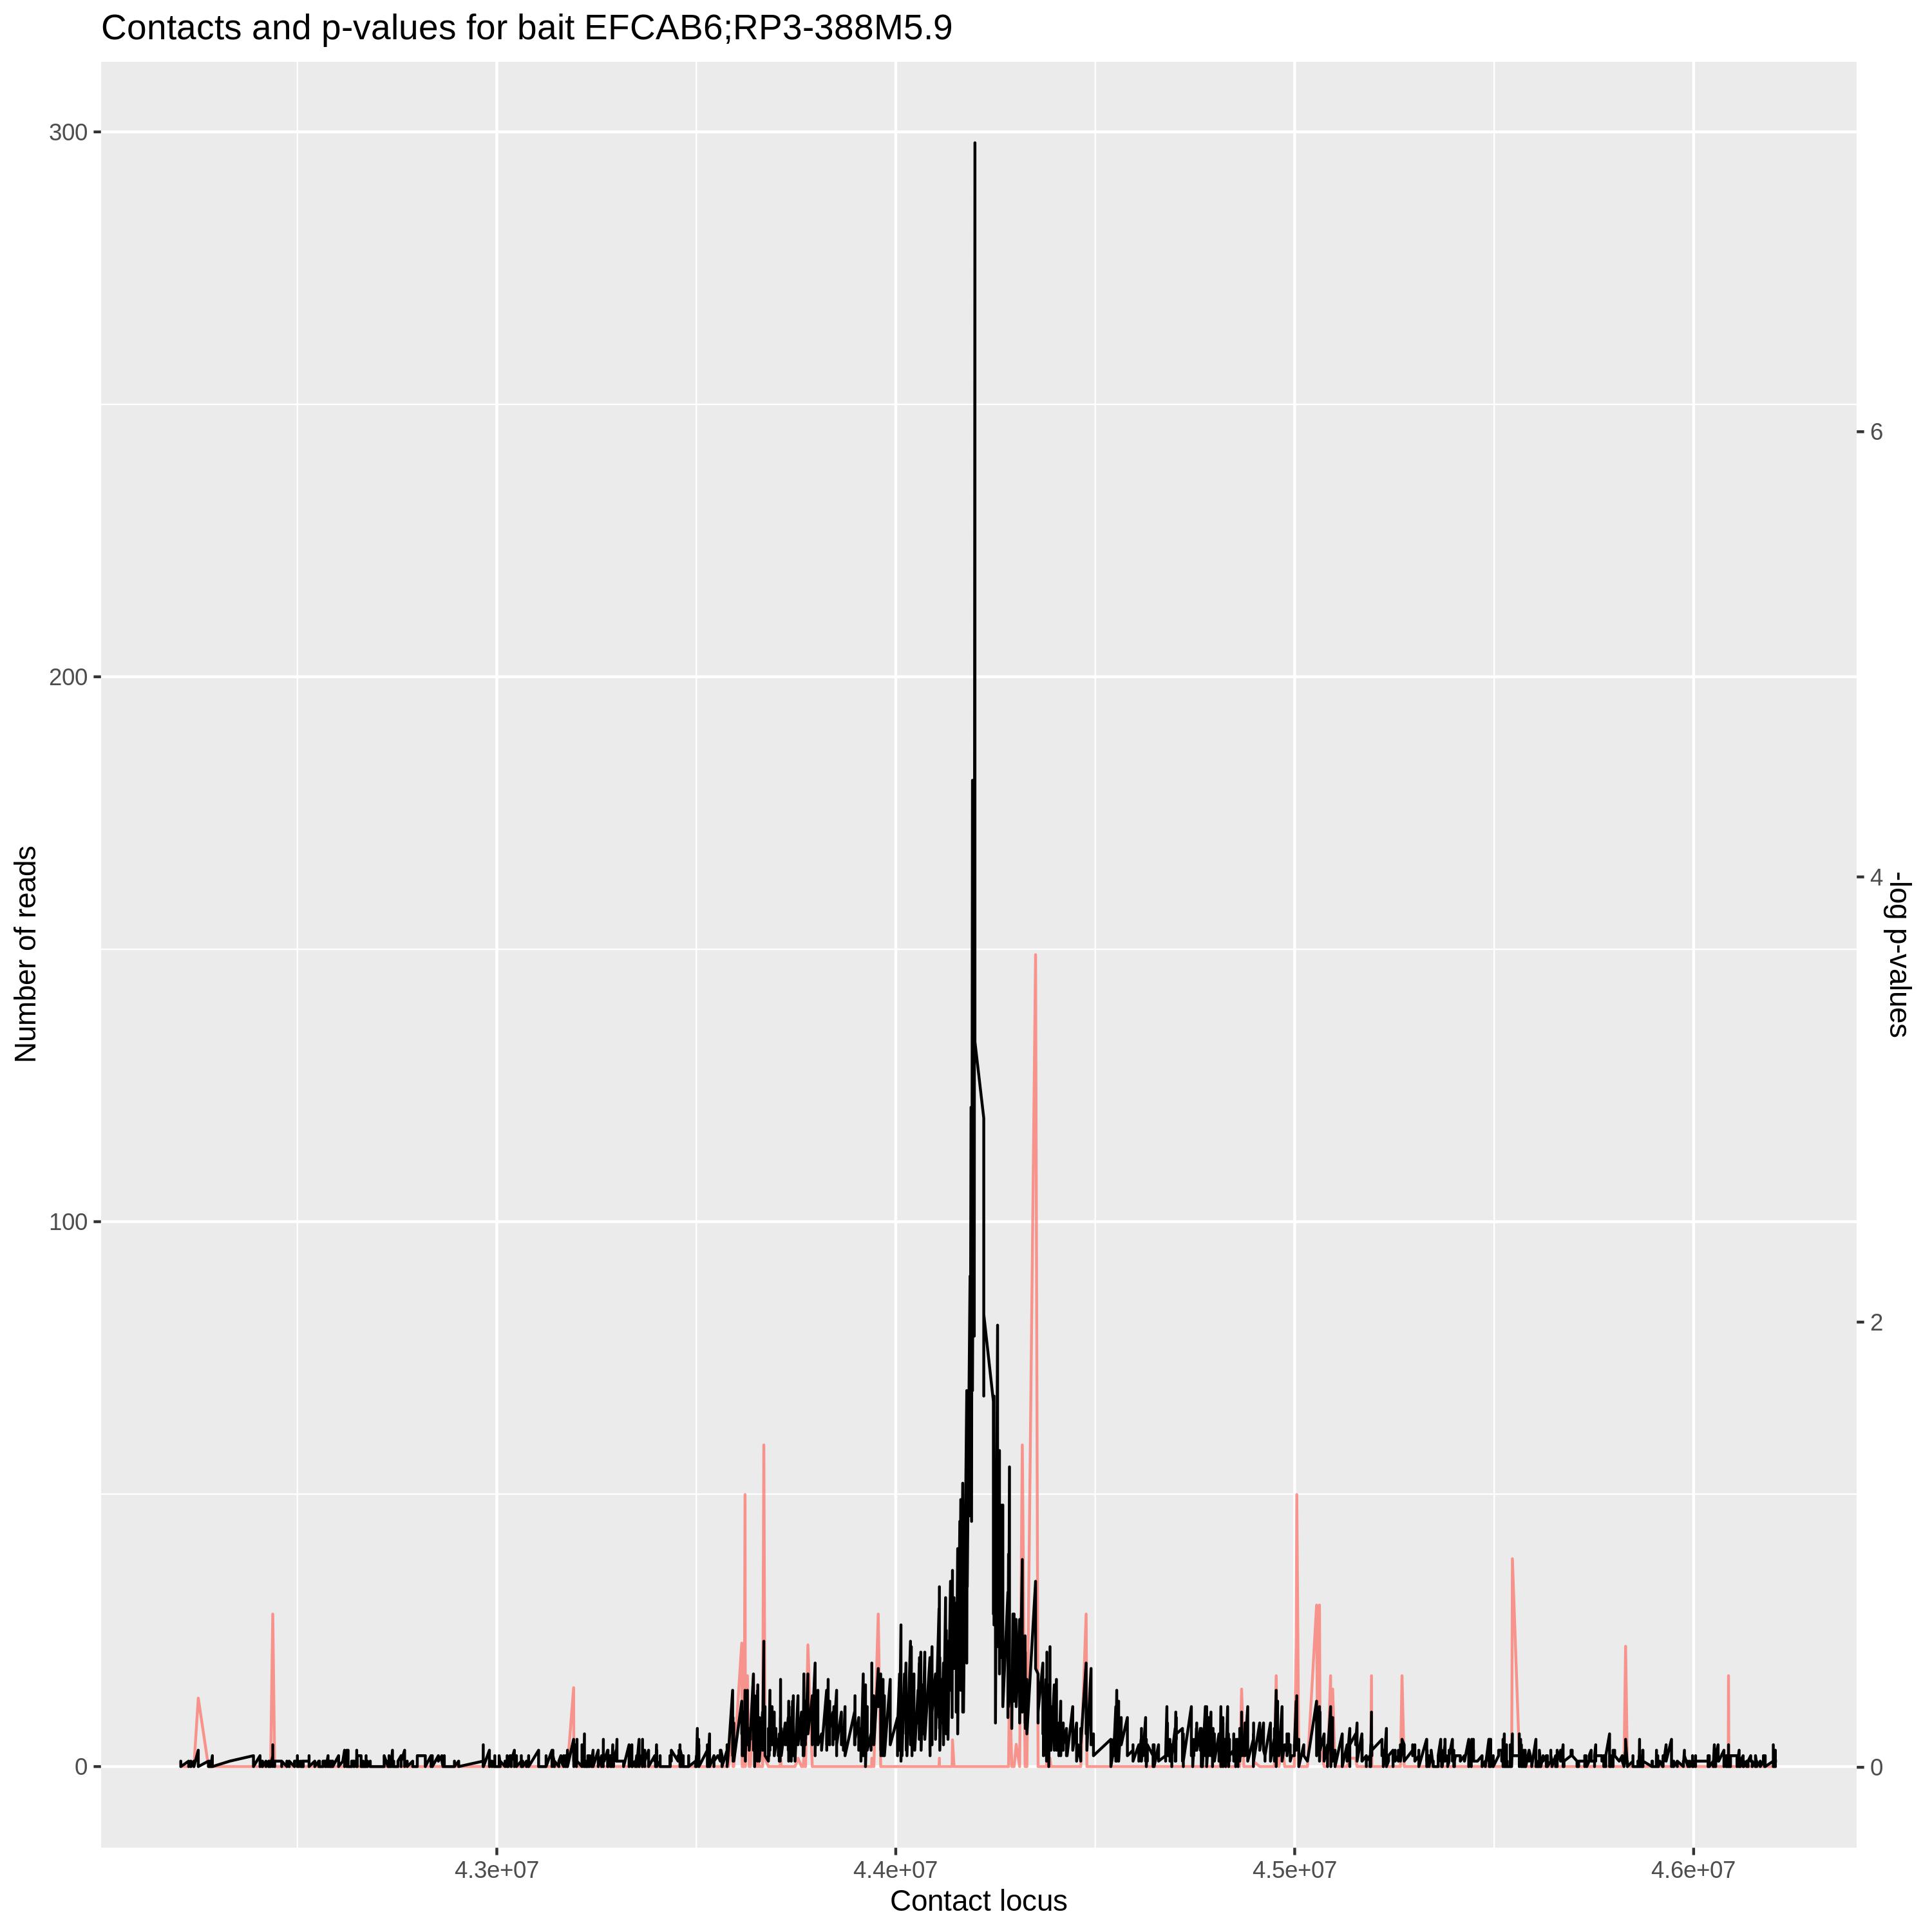 Contacts and p-values for bait EFCAB6;RP3-388M5.9
300
200
100
0
Number of reads
6
4
2
0
-log p-values
4.3e+07
4.4e+07
4.5e+07
4.6e+07
Contact locus